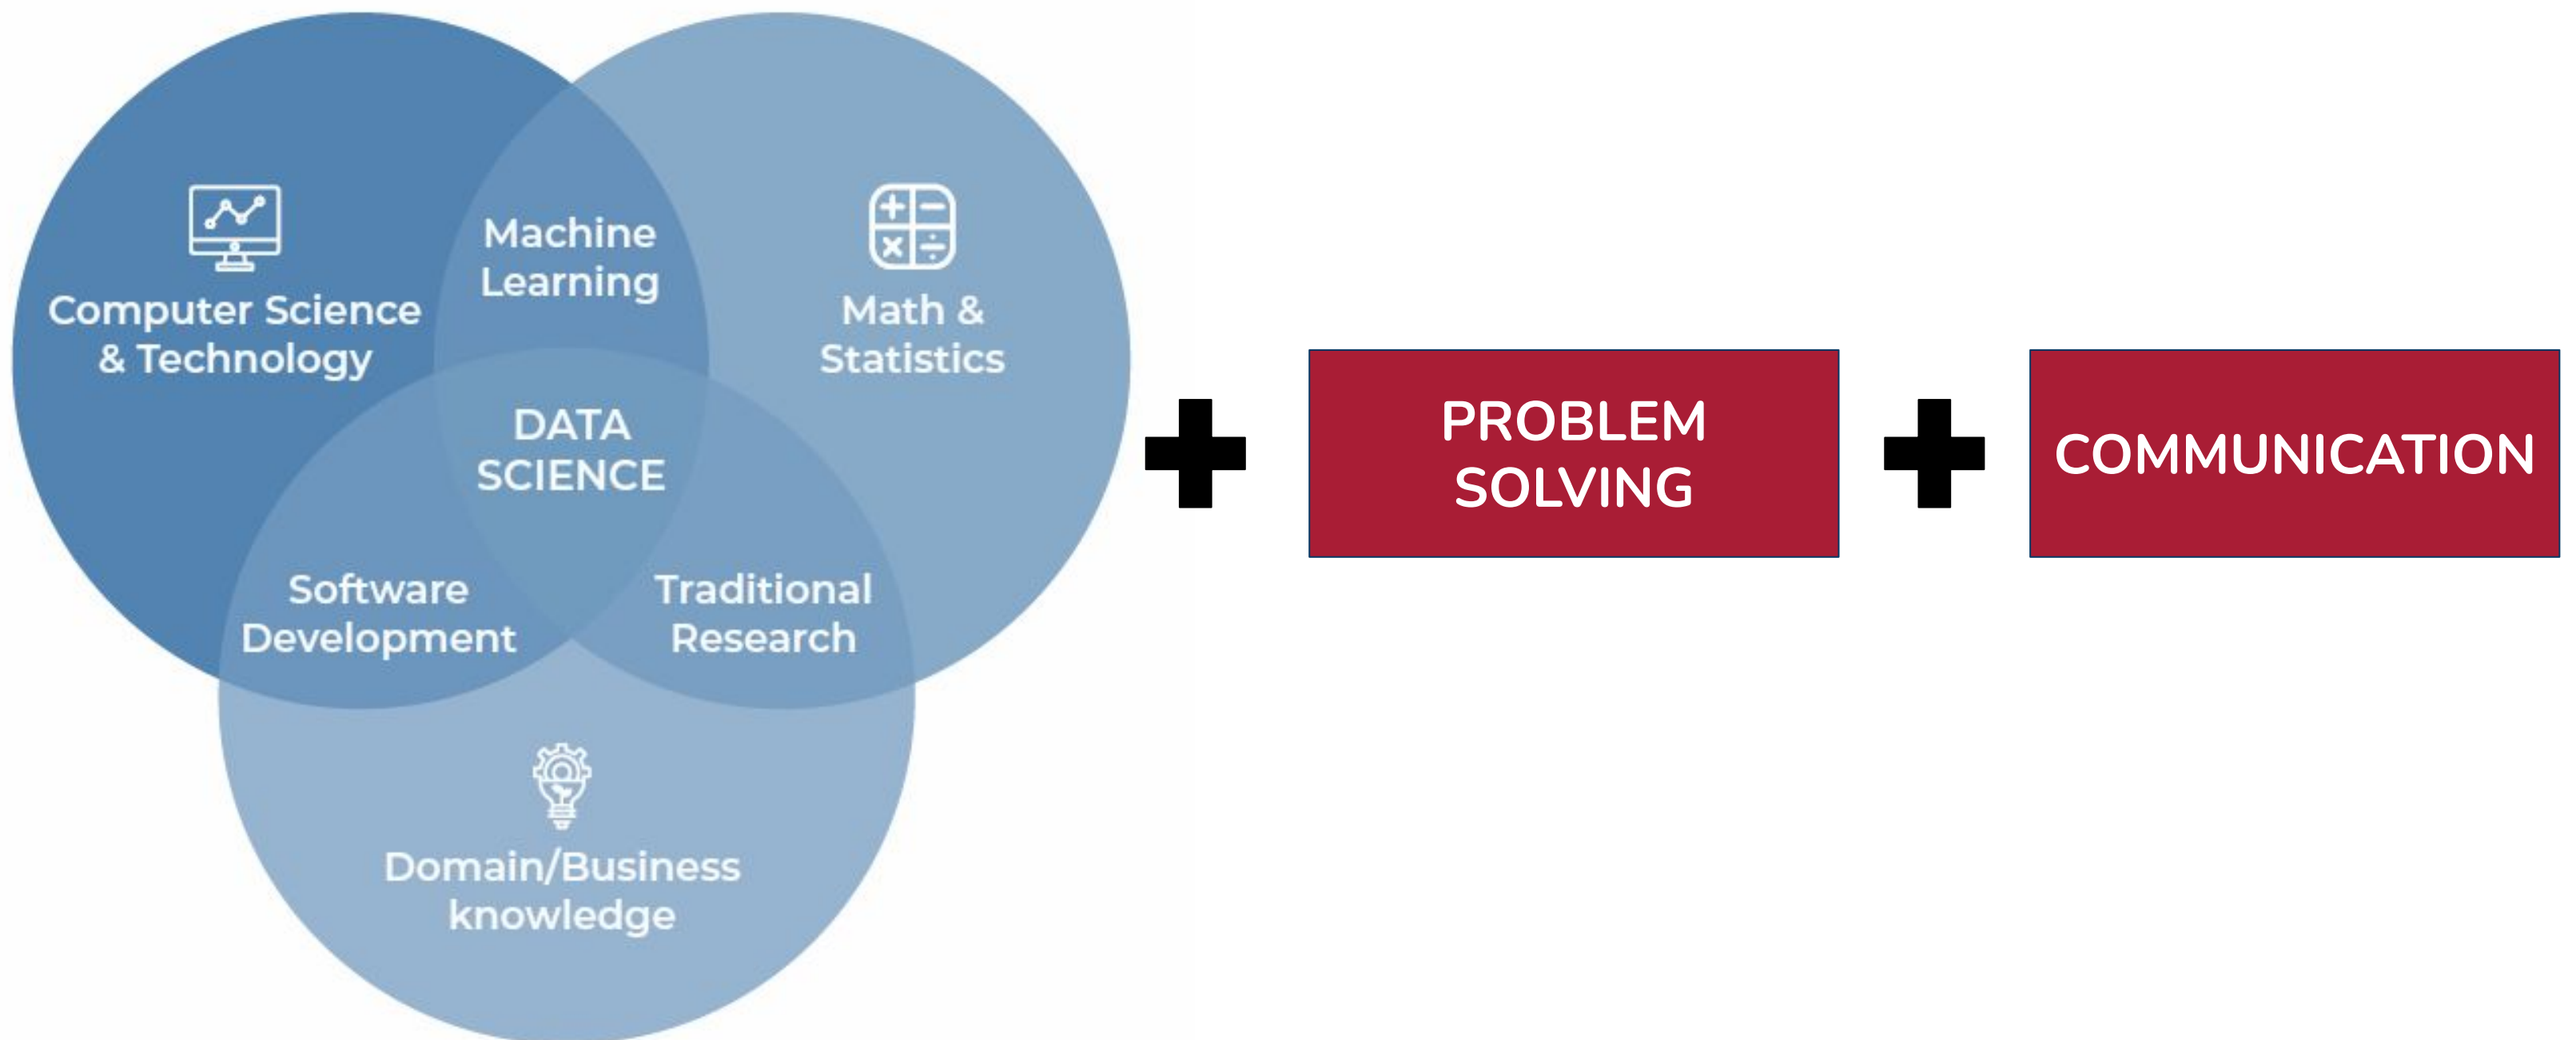 Computer Science
& Technology
Machine
Learning
Math &
Statistics
DATA
SCIENCE
Software
Development
Traditional
Research
Domain/Business
knowledge
PROBLEM
SOLVING
COMMUNICATION